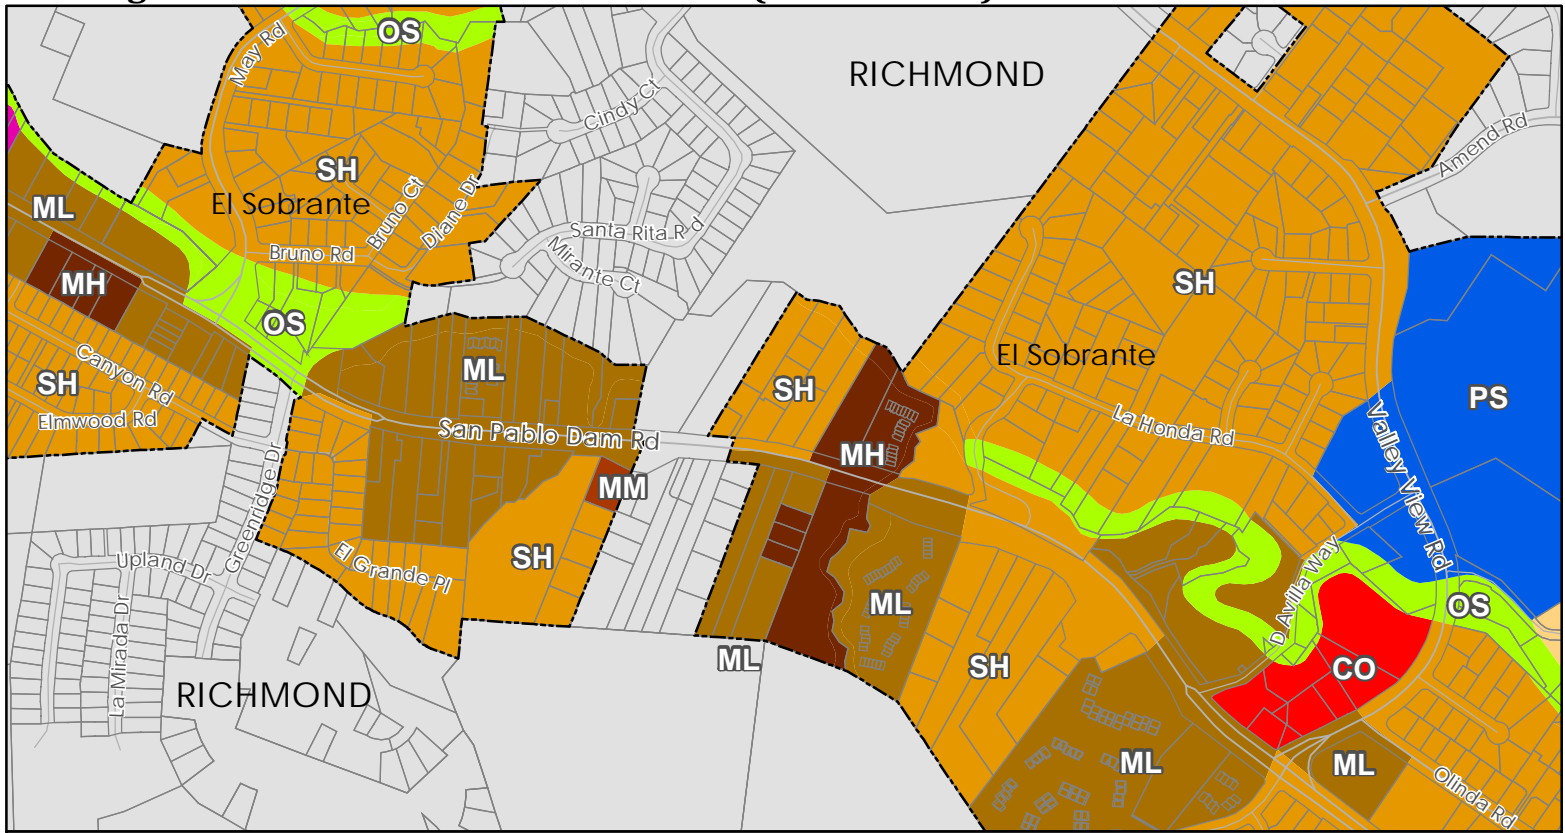 OS
May Rd
RICHMOND
Cindy Ct
Amend Rd
SH
El Sobrante
Bruno Ct
Diane Dr
ML
Santa Rita Rd
Bruno Rd
Mirante Ct
MH
SH
OS
El Sobrante
Canyon Rd
SH
ML
SH
PS
Elmwood Rd
San Pablo Dam Rd
La Honda Rd
Valley View Rd
MH
MM
Greenridge Dr
SH
El Grande Pl
Upland Dr
D Avilla Way
ML
OS
La Mirada Dr
ML
SH
CO
RICHMOND
ML
ML
Olinda Rd